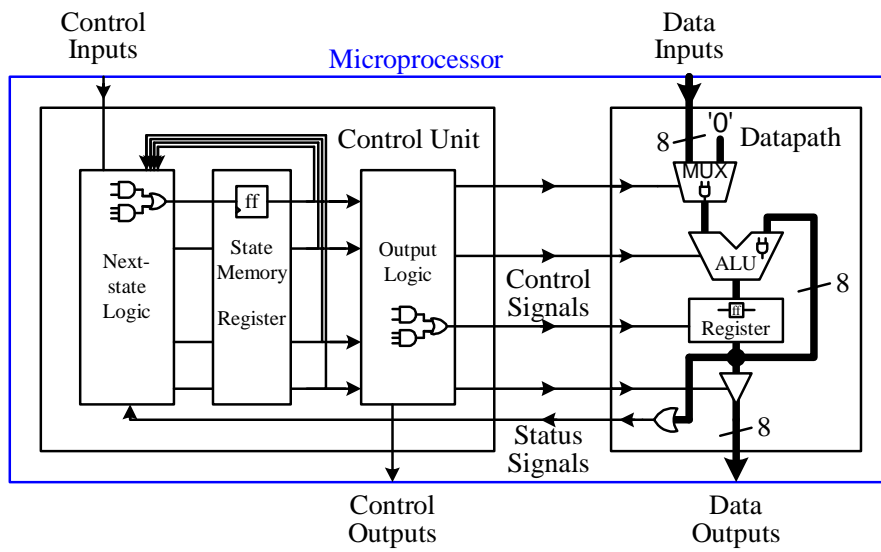 Control
Inputs
Data
Inputs
Microprocessor
Control Unit
8
'0'
Datapath
MUX
ff
Next-
state
Logic
State
Memory
Register
Output
Logic
ALU
Control
Signals
8
ff
Register
Status
Signals
8
Control
Outputs
Data
Outputs